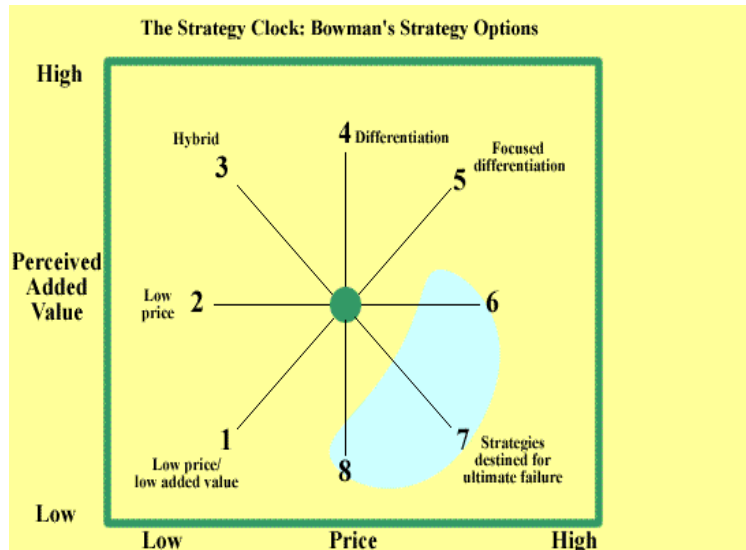 The Strategy Clock: Bowman's Strategy Options
High
Hybrid
3
4 Differentiation
Focused
differentiation
5
Perceived
Added
Value
Low
price
2
6
1
Low price/
low added value
8
7
Strategies
destined for
ultimate failure
Low
Low
Price
High